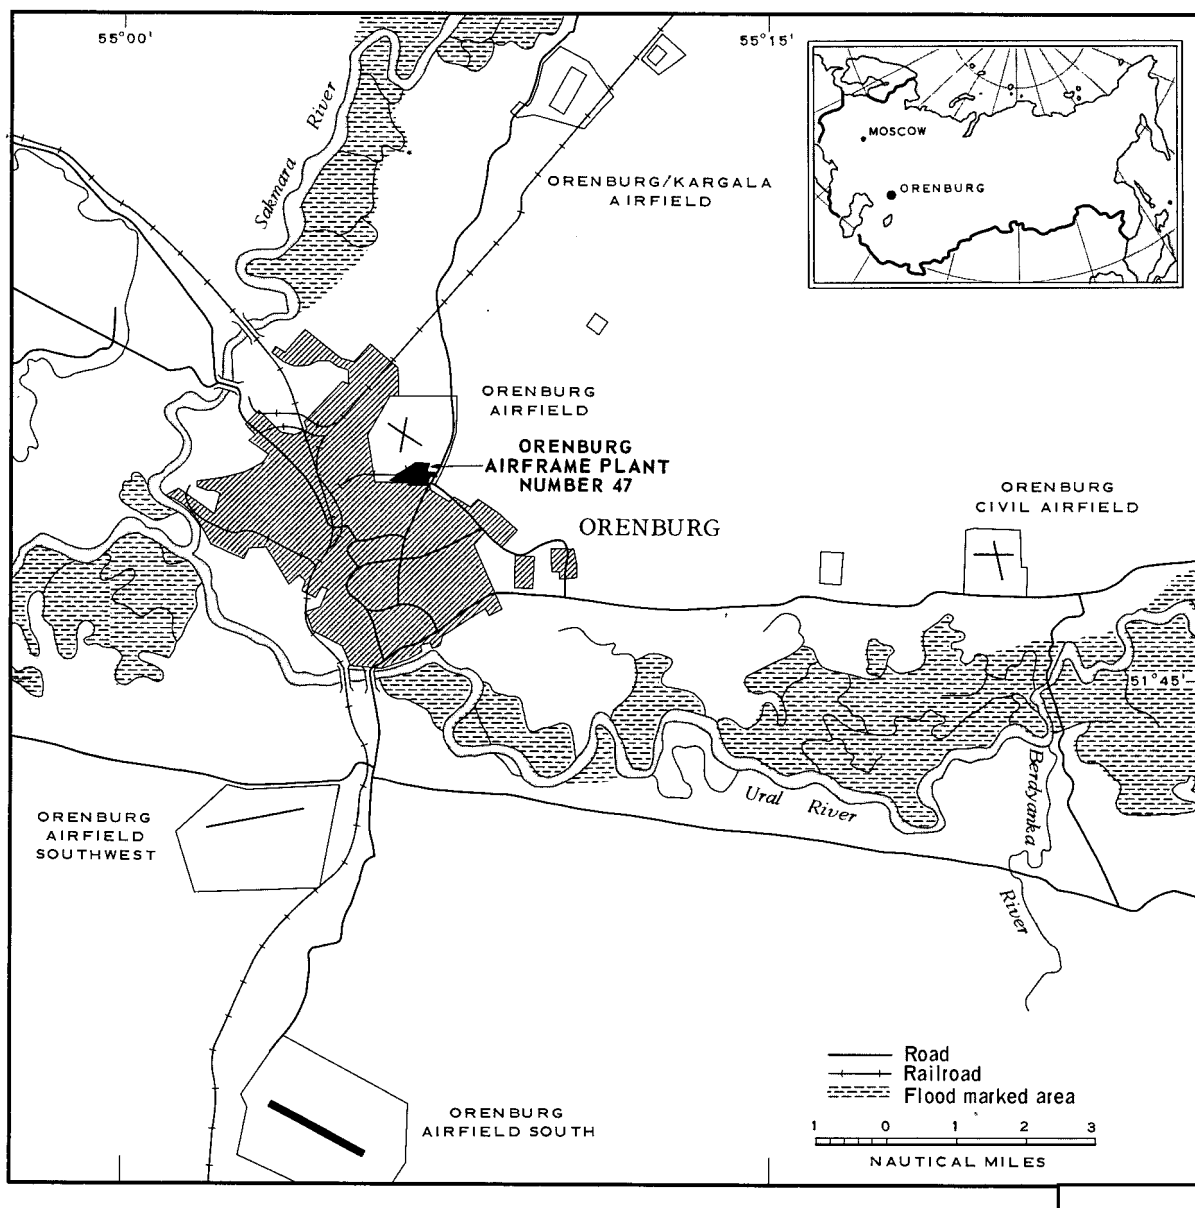 55°00'
55°15'
Sakmara River
MOSCOW
ORENBURG
ORENBURG/KARGALA
AIRFIELD
ORENBURG
AIRFIELD
ORENBURG
AIRFRAME PLANT
NUMBER 47
ORENBURG
ORENBURG
CIVIL AIRFIELD
51°45'
Ural River
Berdyanka River
ORENBURG
AIRFIELD
SOUTHWEST
ORENBURG
AIRFIELD SOUTH
Road
Railroad
Flood marked area
1 0 1 2 3
NAUTICAL MILES